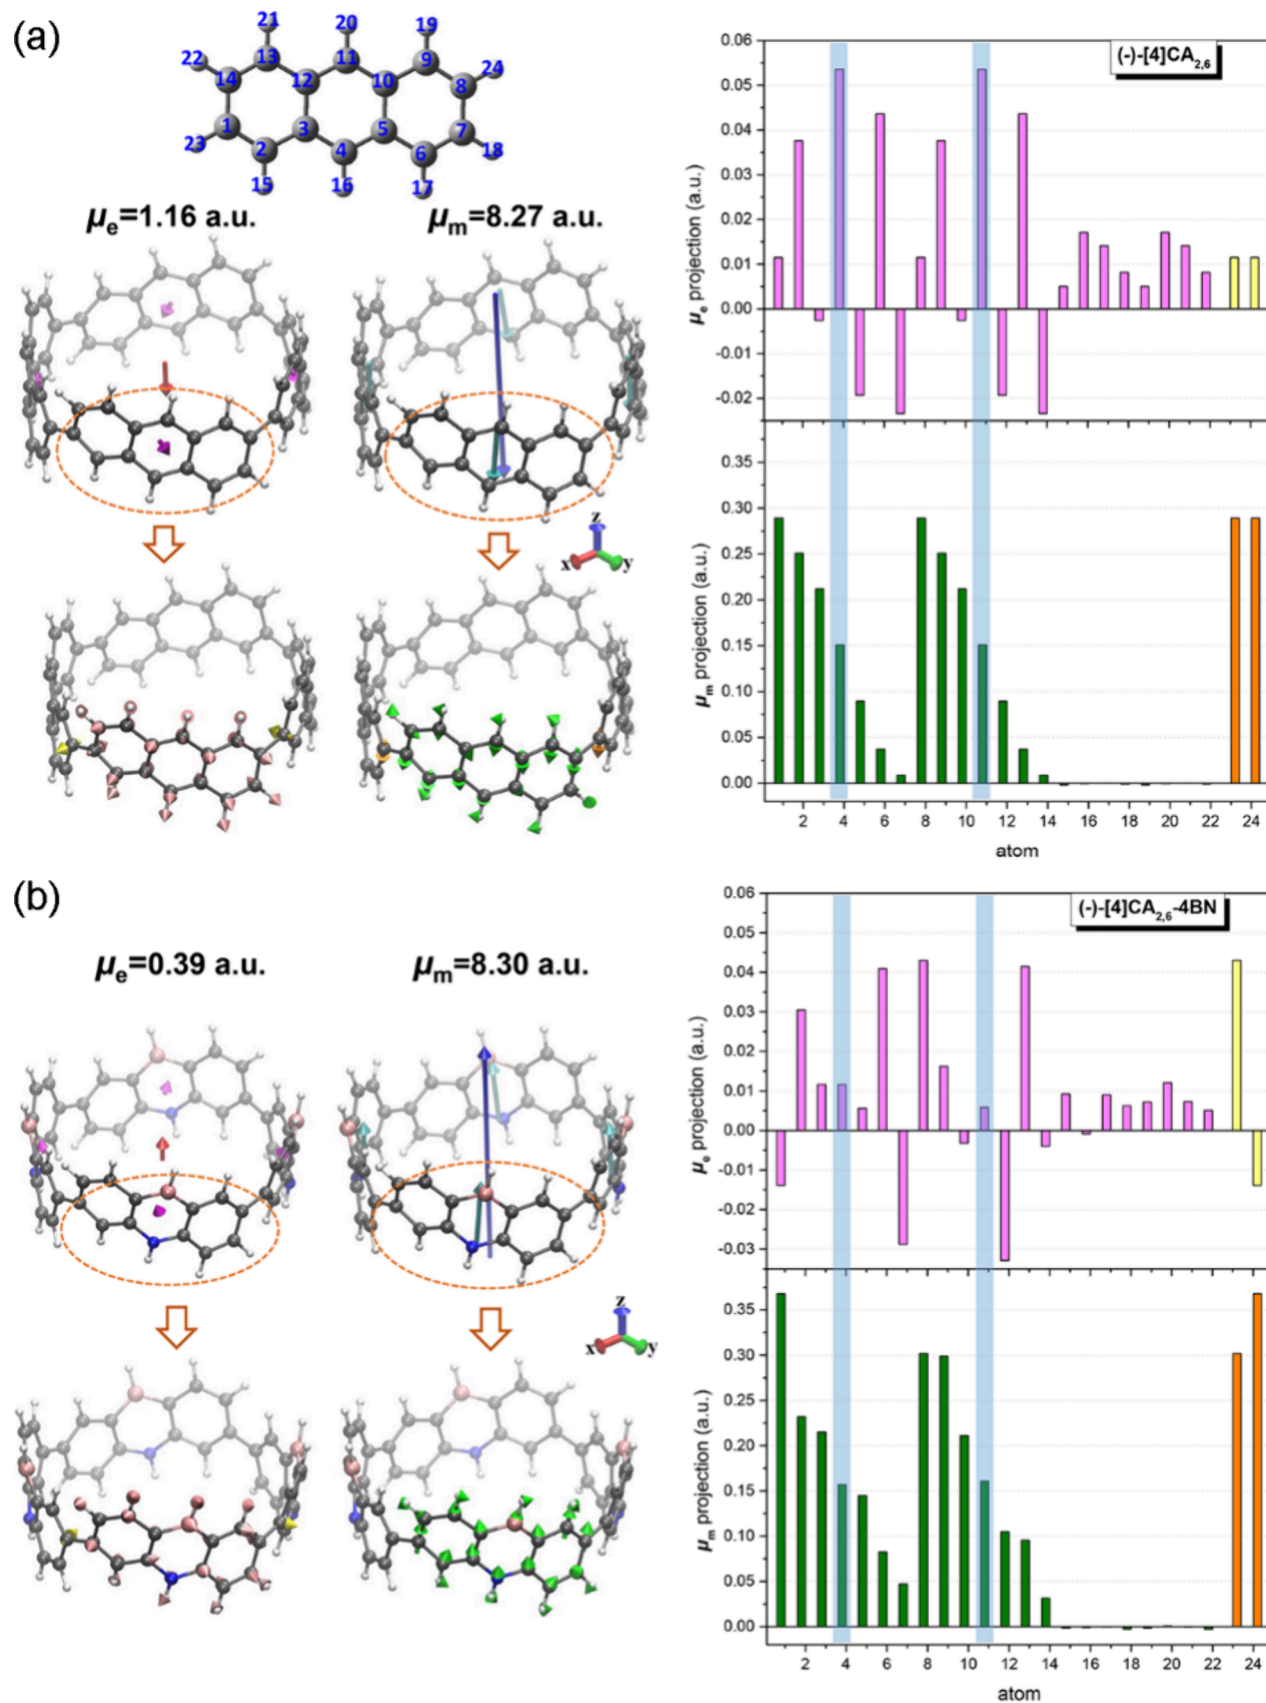 (a)
21 20 19
22 13 11 9 24
14 12 10 8
1 3 5 7
23 2 4 6 18
15 16 17
μe=1.16 a.u.
μm=8.27 a.u.
z
x y
(-)-[4]CA2,6
μe projection (a.u.)
0.06
0.05
0.04
0.03
0.02
0.01
0.00
-0.01
-0.02
μm projection (a.u.)
0.35
0.30
0.25
0.20
0.15
0.10
0.05
0.00
2 4 6 8 10 12 14 16 18 20 22 24
atom
(b)
μe=0.39 a.u.
μm=8.30 a.u.
z
x y
(-)-[4]CA2,6-4BN
μe projection (a.u.)
0.06
0.05
0.04
0.03
0.02
0.01
0.00
-0.01
-0.02
-0.03
μm projection (a.u.)
0.35
0.30
0.25
0.20
0.15
0.10
0.05
0.00
2 4 6 8 10 12 14 16 18 20 22 24
atom